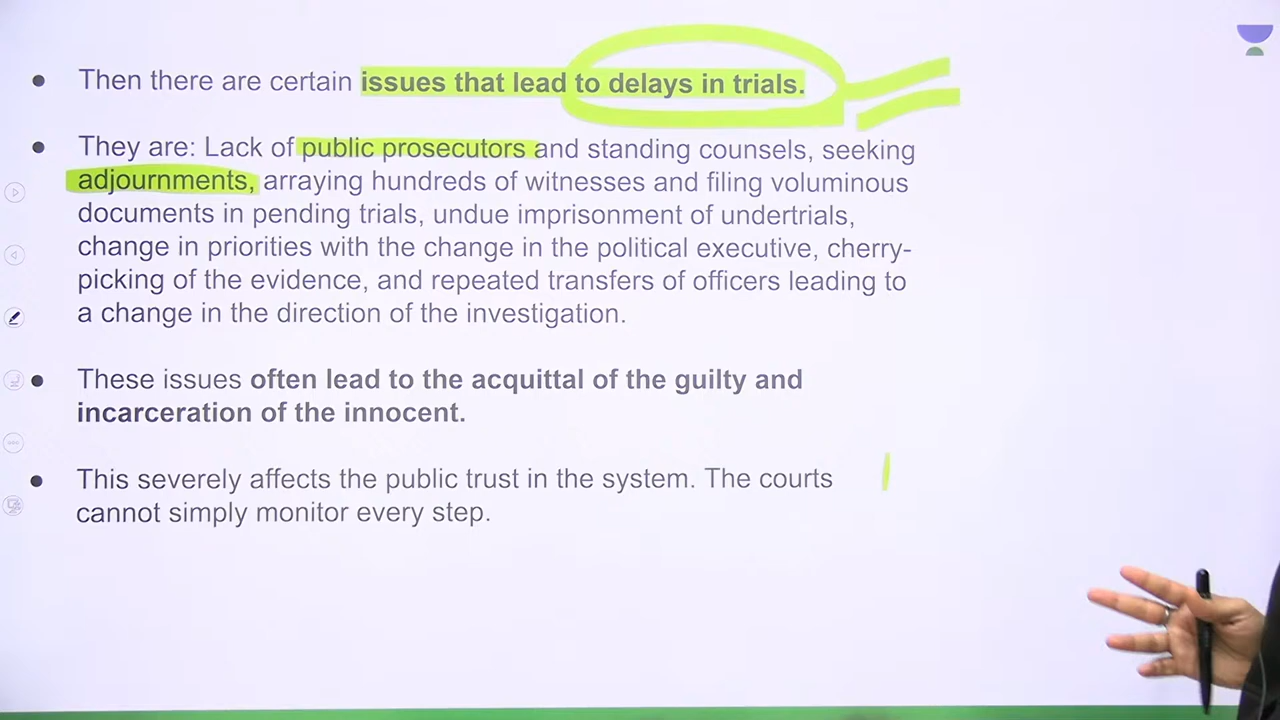 Then there are certain issues that lead to delays in trials.
They are: Lack of public prosecutors and standing counsels, seeking
adjournments, arraying hundreds of witnesses and filing voluminous
documents in pending trials, undue imprisonment of undertrials,
change in priorities with the change in the political executive, cherry-
picking of the evidence, and repeated transfers of officers leading to
a change in the direction of the investigation.
These issues often lead to the acquittal of the guilty and
incarceration of the innocent.
This severely affects the public trust in the system. The courts
cannot simply monitor every step.